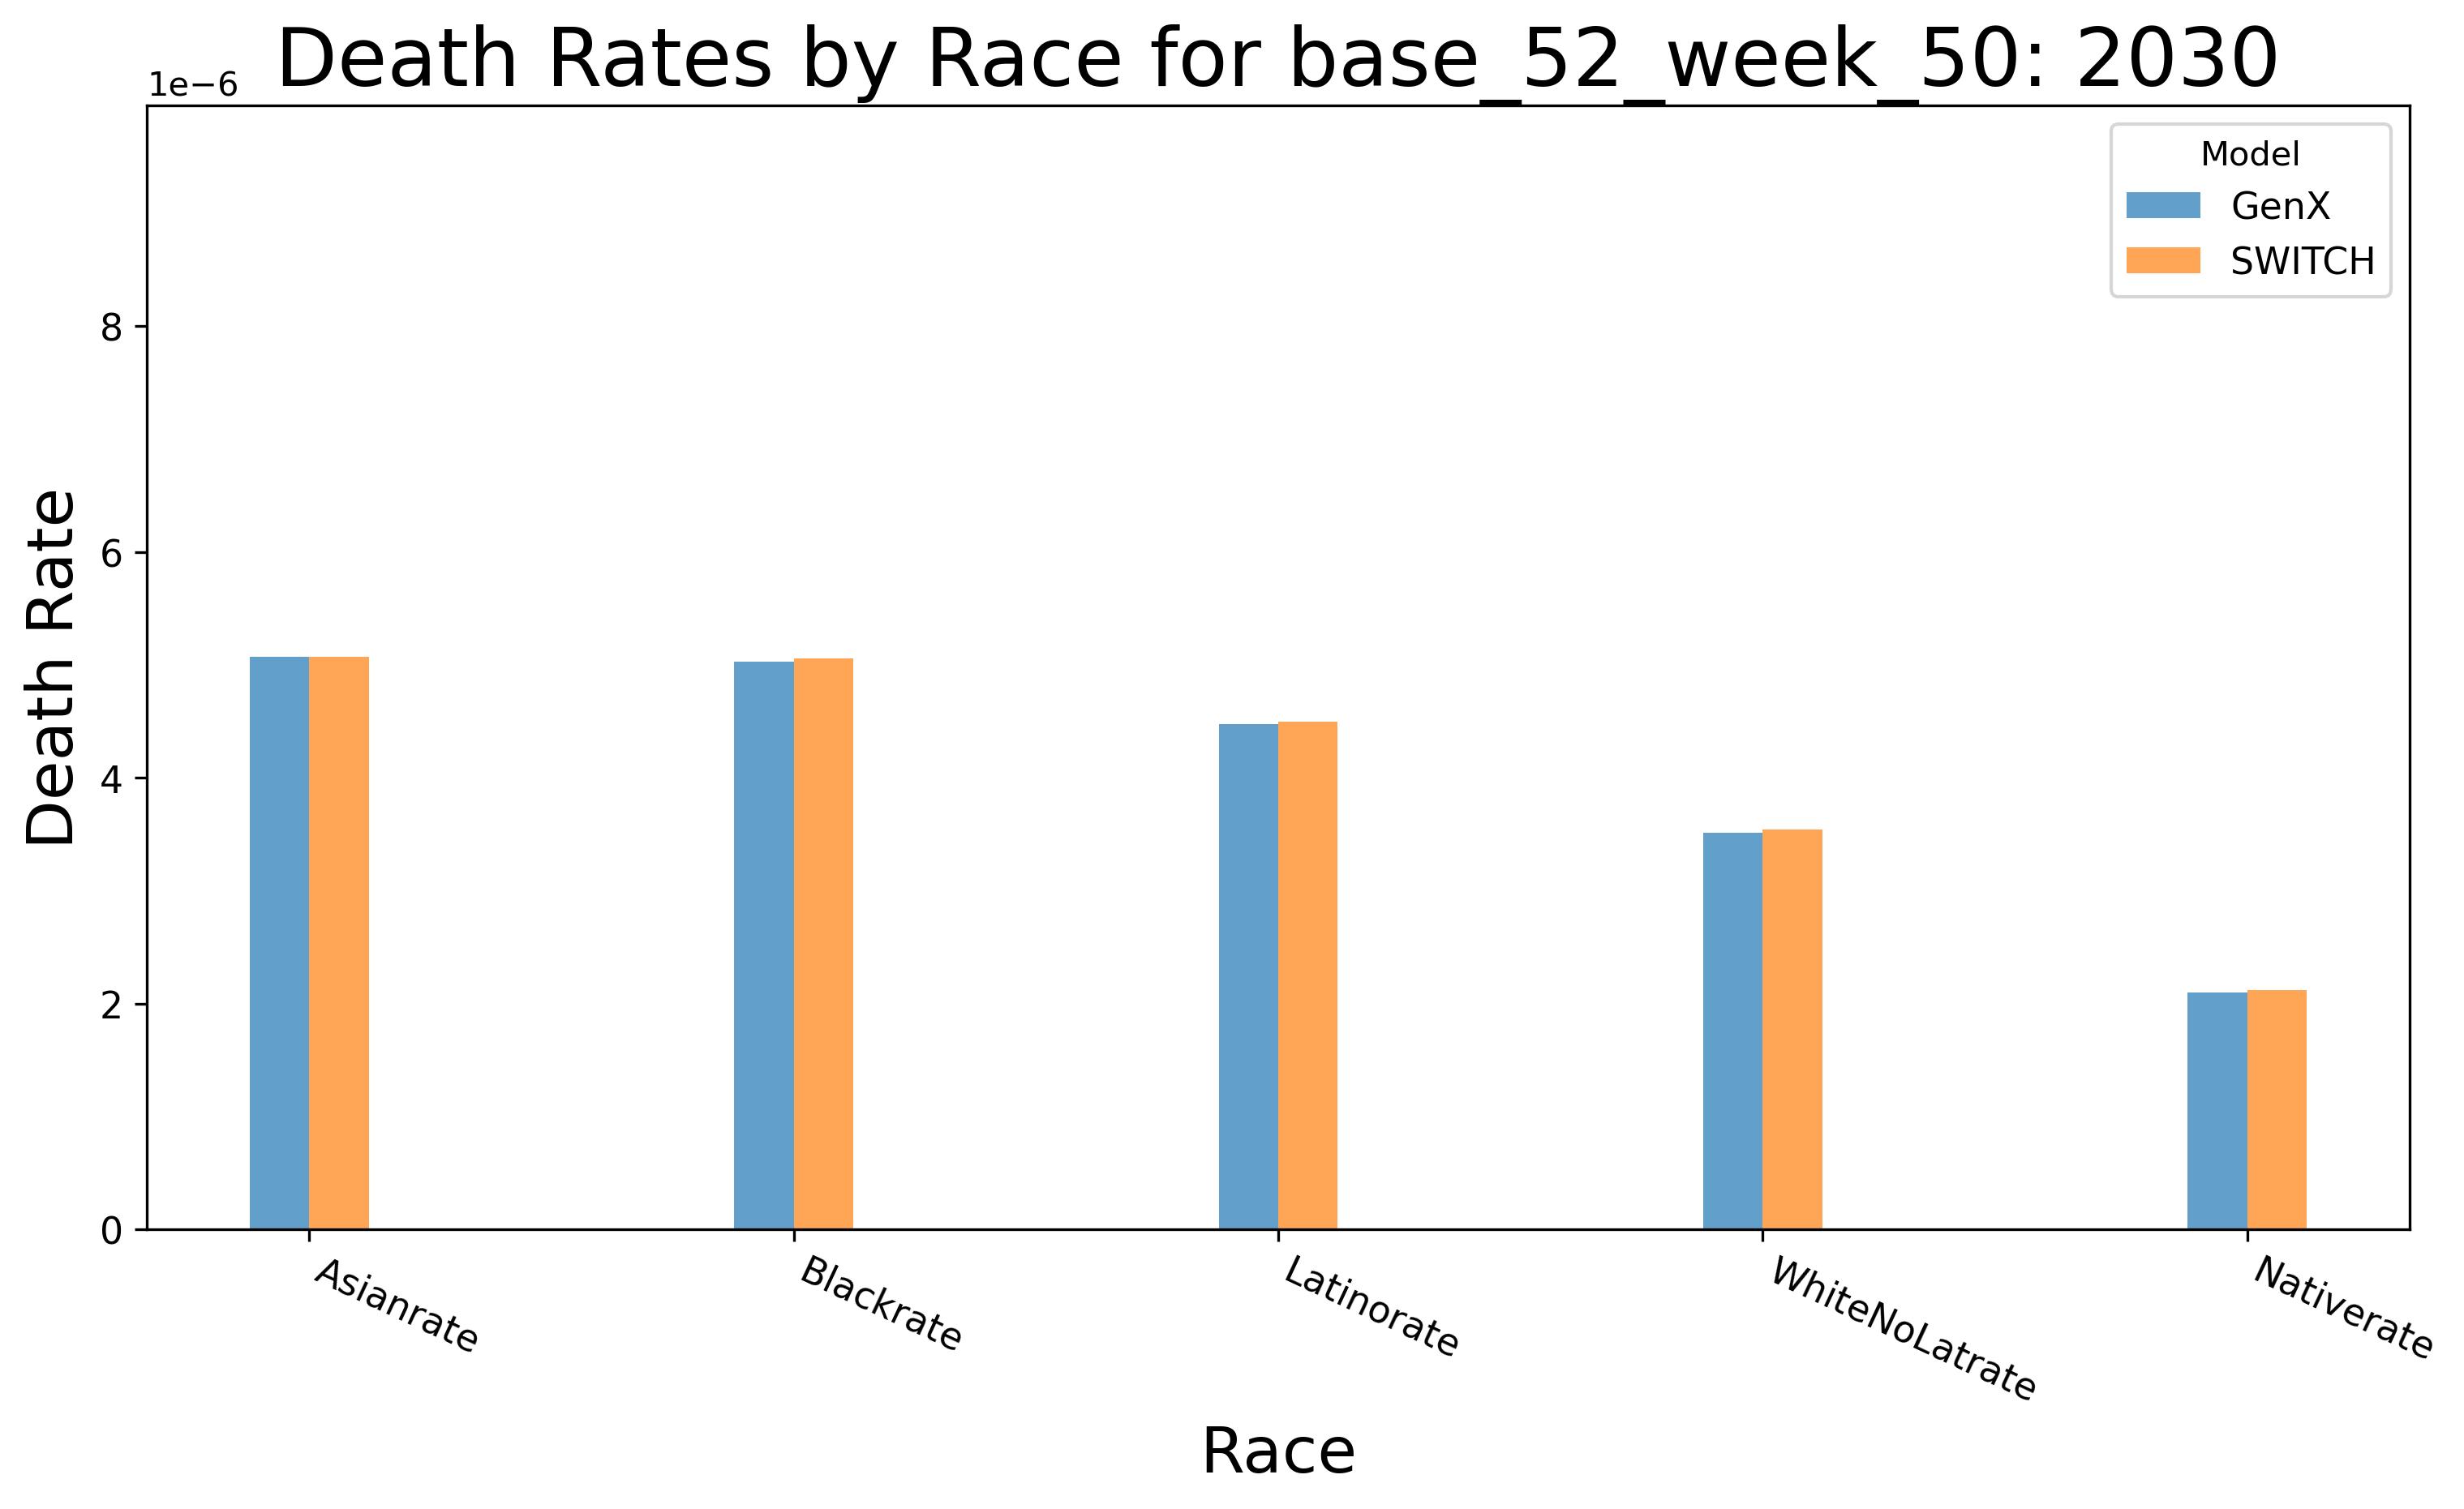 Death Rates by Race for base_52_week_50: 2030
1e−6
Model
GenX
SWITCH
8
6
4
2
0
Death Rate
Asianrate
Blackrate
Latinorate
WhiteNoLatrate
Nativerate
Race